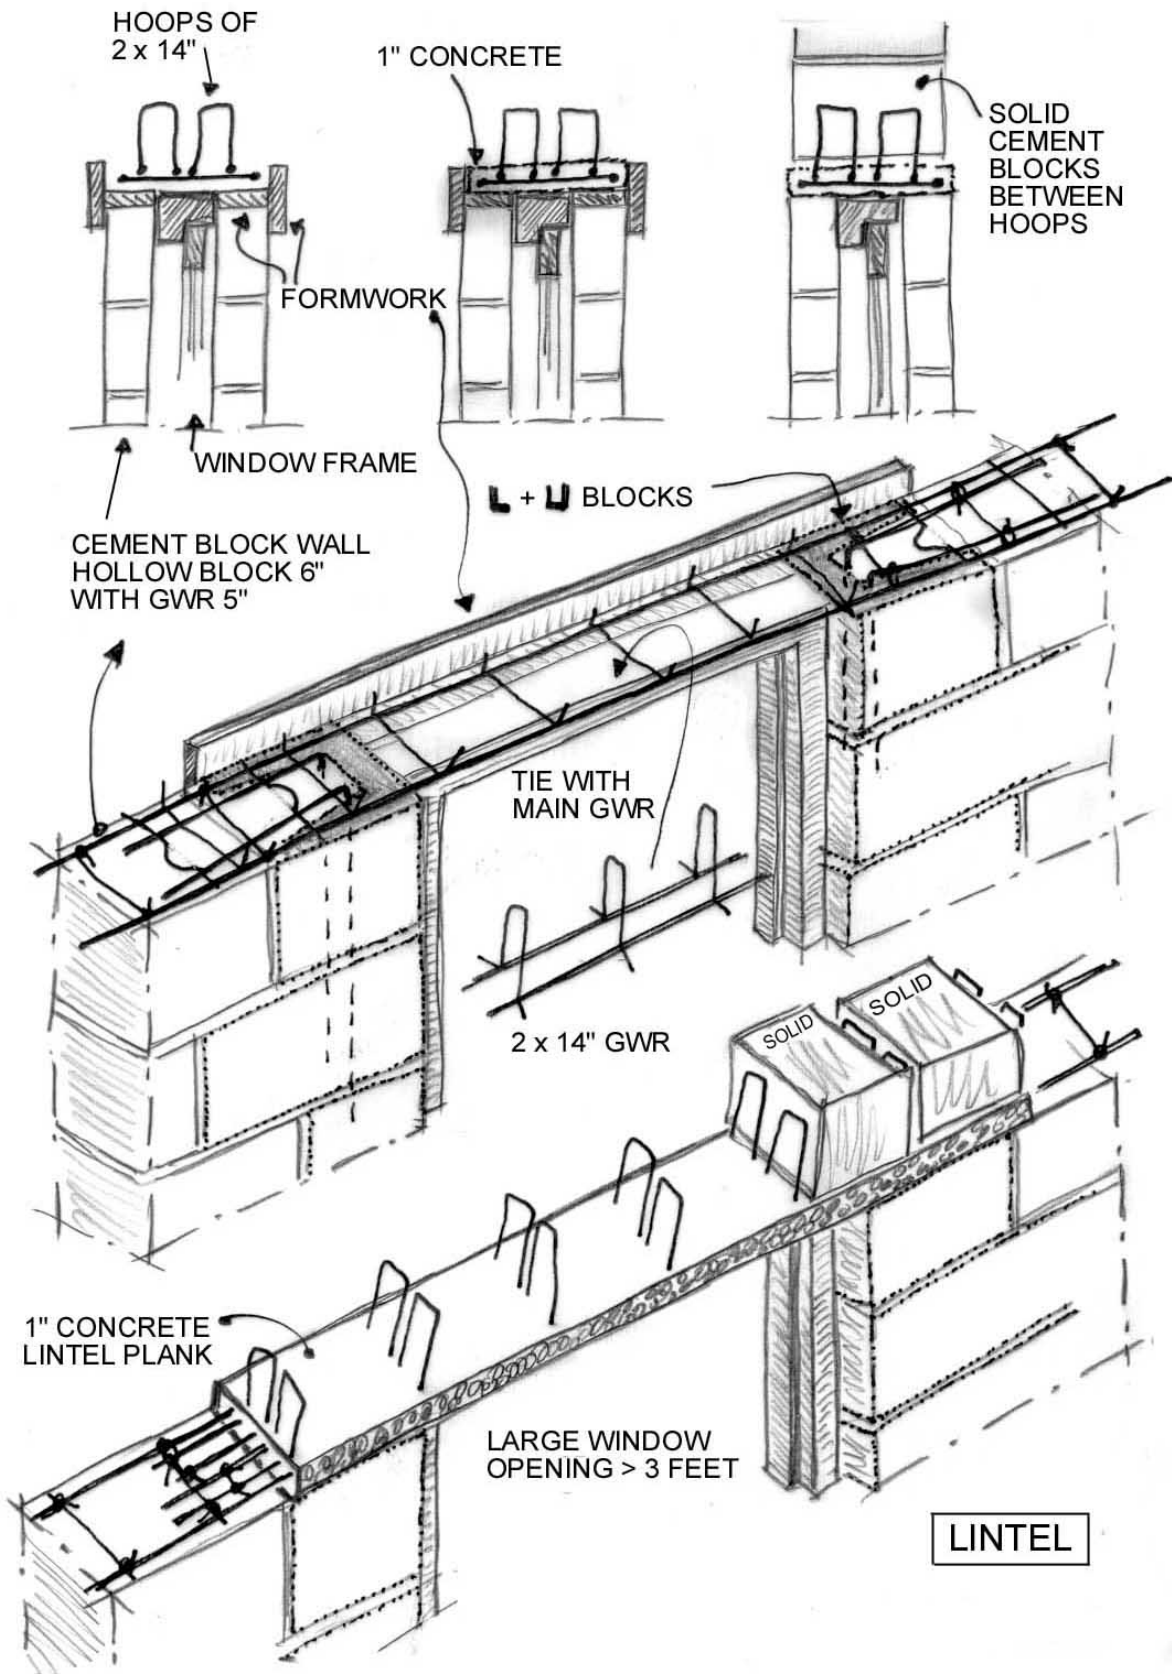 HOOPS OF
2 x 14"
1" CONCRETE
SOLID
CEMENT
BLOCKS
BETWEEN
HOOPS
FORMWORK
WINDOW FRAME
L + U BLOCKS
CEMENT BLOCK WALL
HOLLOW BLOCK 6"
WITH GWR 5"
TIE WITH
MAIN GWR
2 x 14" GWR
SOLID
SOLID
1" CONCRETE
LINTEL PLANK
LARGE WINDOW
OPENING > 3 FEET
LINTEL